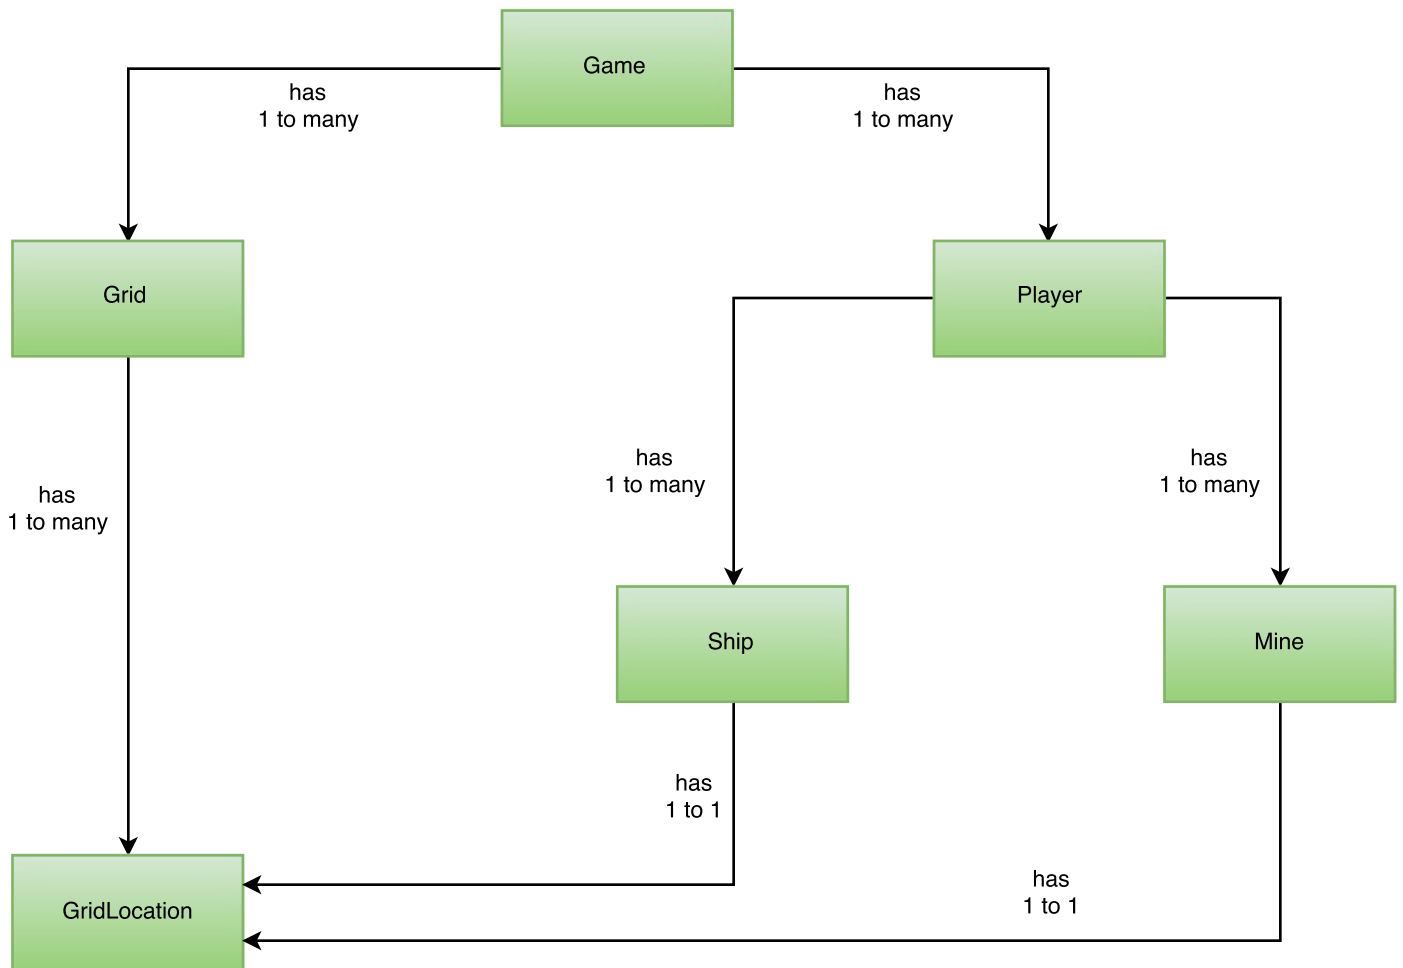 Game
has
1 to many
has
1 to many
Grid
Player
has
1 to many
has
1 to many
has
1 to many
Ship
Mine
has
1 to 1
has
1 to 1
GridLocation